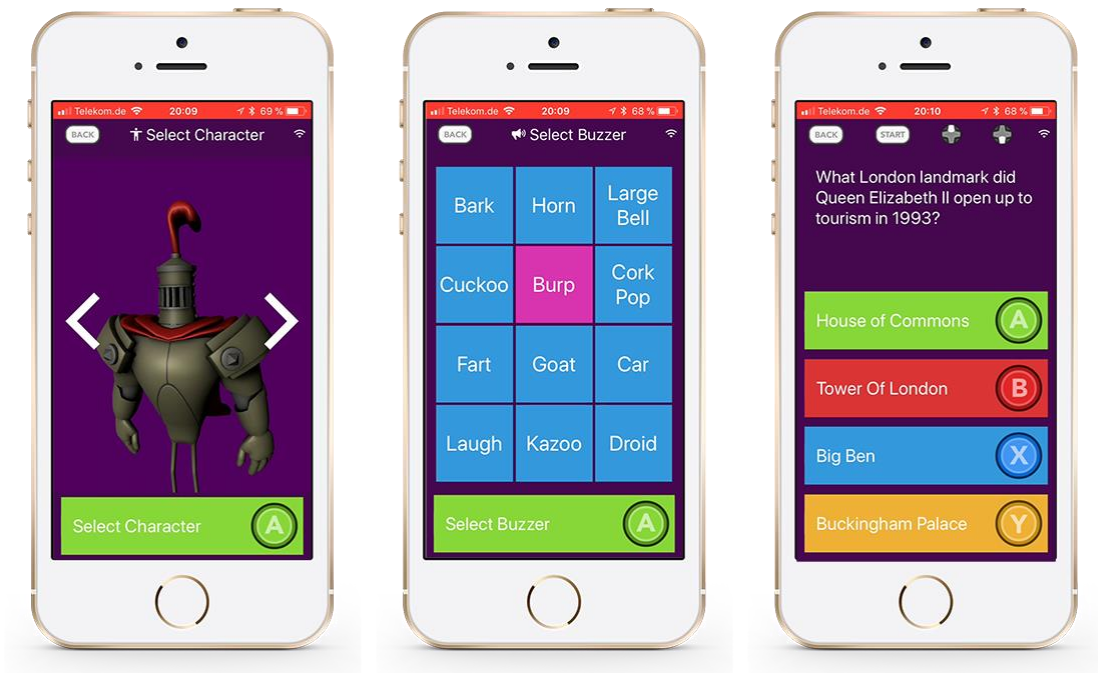 Telekom.de 20:09 69 %
BACK Select Character
Select Character A
Telekom.de 20:09 68 %
BACK Select Buzzer
Bark Horn Large
Bell
Cuckoo Burp Cork
Pop
Fart Goat Car
Laugh Kazoo Droid
Select Buzzer A
Telekom.de 20:10 68 %
BACK START
What London landmark did
Queen Elizabeth II open up to
tourism in 1993?
House of Commons A
Tower Of London B
Big Ben X
Buckingham Palace Y